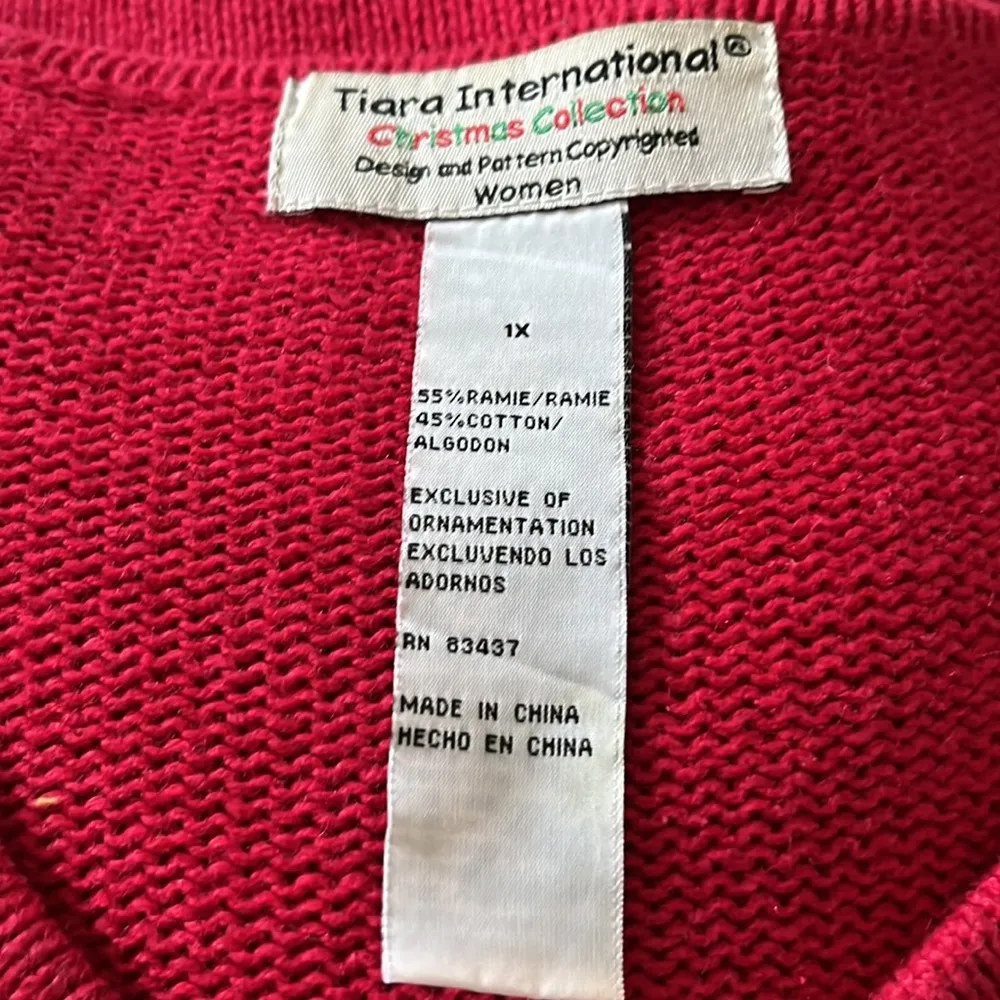 Tiara International®
Christmas Collection
Design and Pattern Copyrighted
Women
1X
55%RAMIE/RAMIE
45%COTTON/
ALGODON
EXCLUSIVE OF
ORNAMENTATION
EXCLUVENDO LOS
ADORNOS
RN 83437
MADE IN CHINA
HECHO EN CHINA